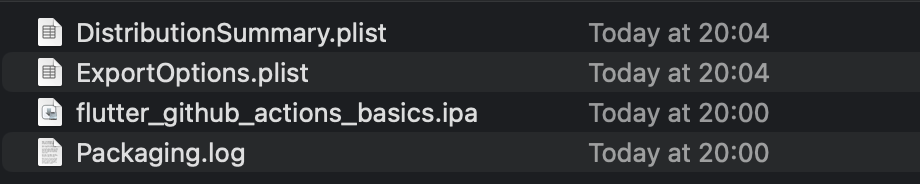 DistributionSummary.plist Today at 20:04
ExportOptions.plist Today at 20:04
flutter_github_actions_basics.ipa Today at 20:00
Packaging.log Today at 20:00